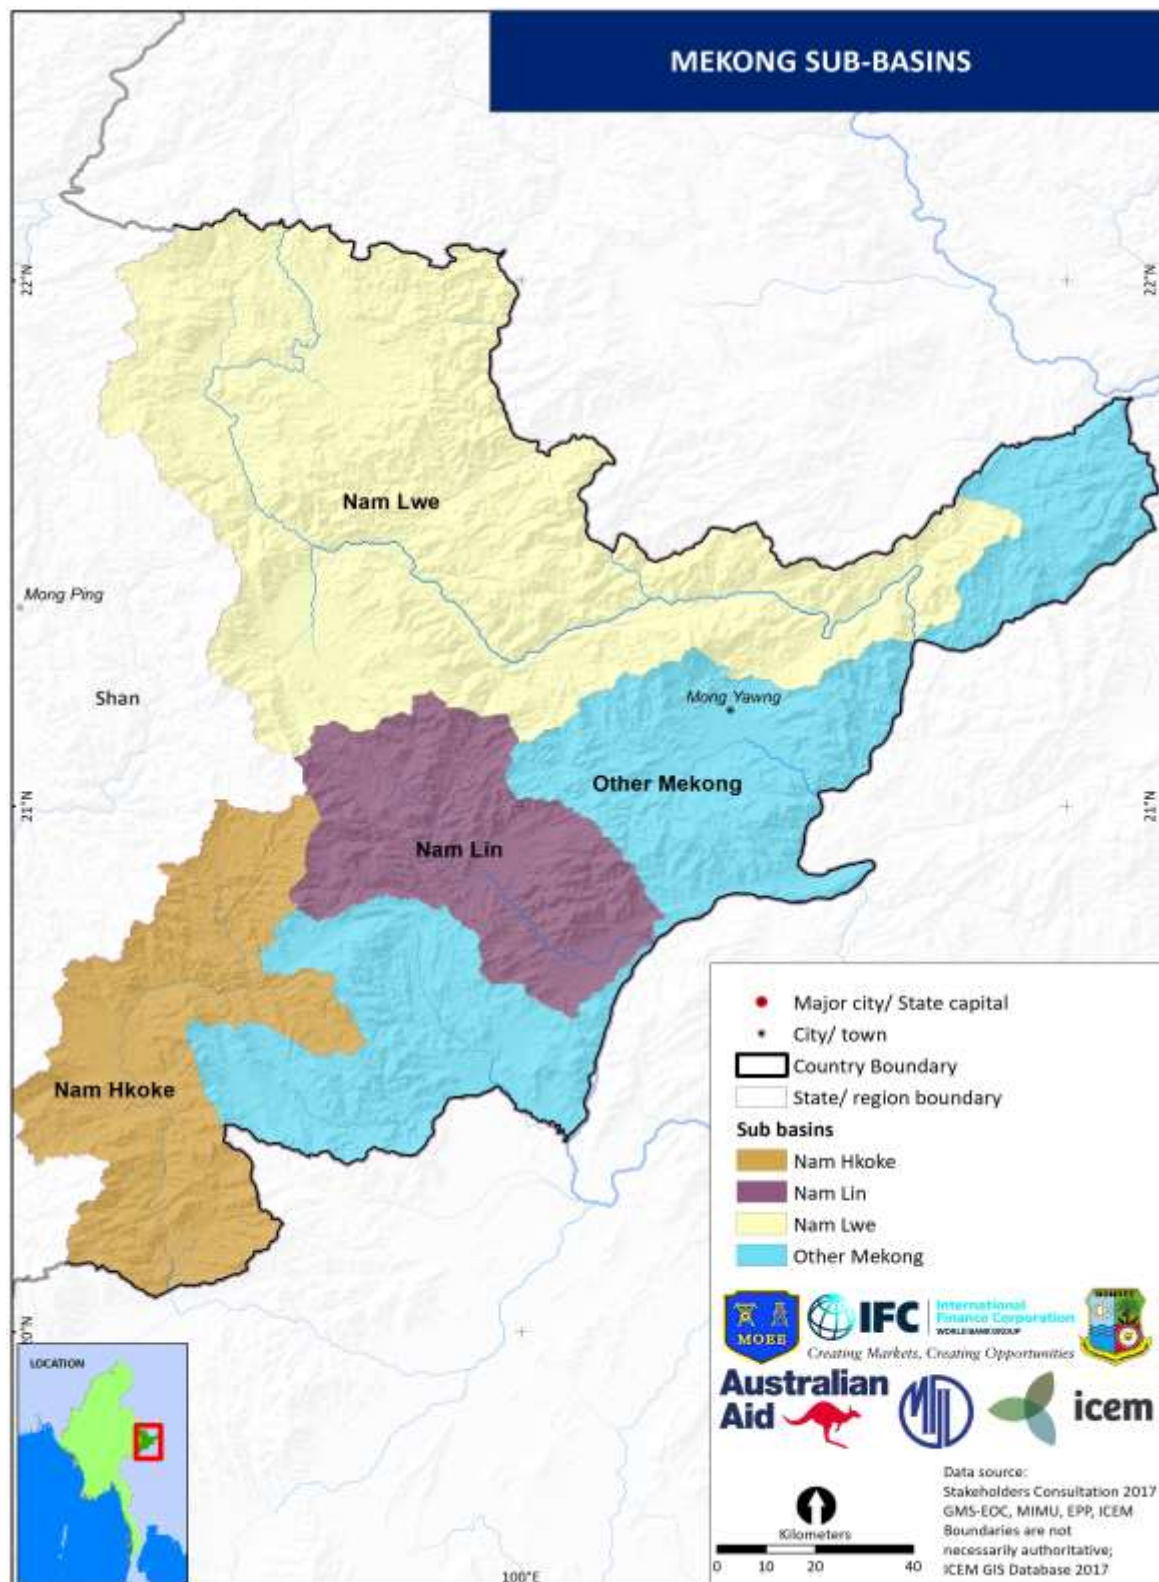 MEKONG SUB-BASINS
22°N
22°N
Nam Lwe
Mong Ping
Shan
Mong Yawng
Other Mekong
21°N
21°N
Nam Lin
Nam Hkoke
Major city/ State capital
City/ town
Country Boundary
State/ region boundary
Sub basins
Nam Hkoke
Nam Lin
Nam Lwe
Other Mekong
MOEE
IFC
International
Finance Corporation
WORLD BANK GROUP
Creating Markets, Creating Opportunities
Australian
Aid
icem
LOCATION
Kilometers
0 10 20 40
Data source:
Stakeholders Consultation 2017
GMS-EOC, MIMU, EPP, ICEM
Boundaries are not
necessarily authoritative;
ICEM GIS Database 2017
100°E